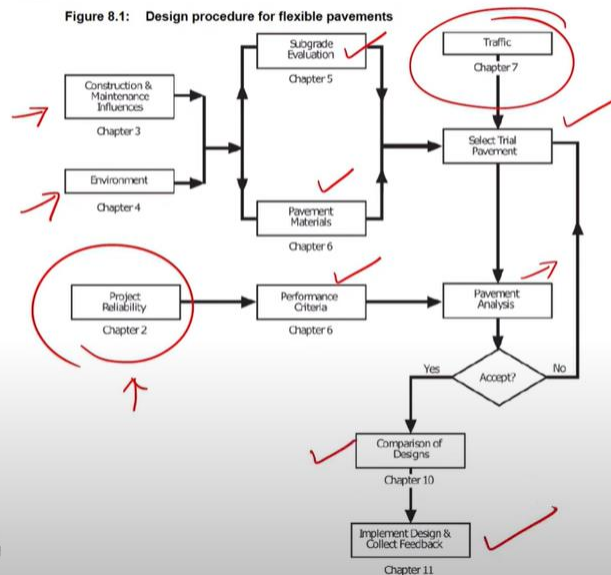 Figure 8.1: Design procedure for flexible pavements
Subgrade
Evaluation
Chapter 5
Traffic
Chapter 7
Construction &
Maintenance
Influences
Chapter 3
Select Trial
Pavement
Environment
Chapter 4
Pavement
Materials
Chapter 6
Project
Reliability
Chapter 2
Performance
Criteria
Chapter 6
Pavement
Analysis
Yes
Accept?
No
Comparison of
Designs
Chapter 10
Implement Design &
Collect Feedback
Chapter 11